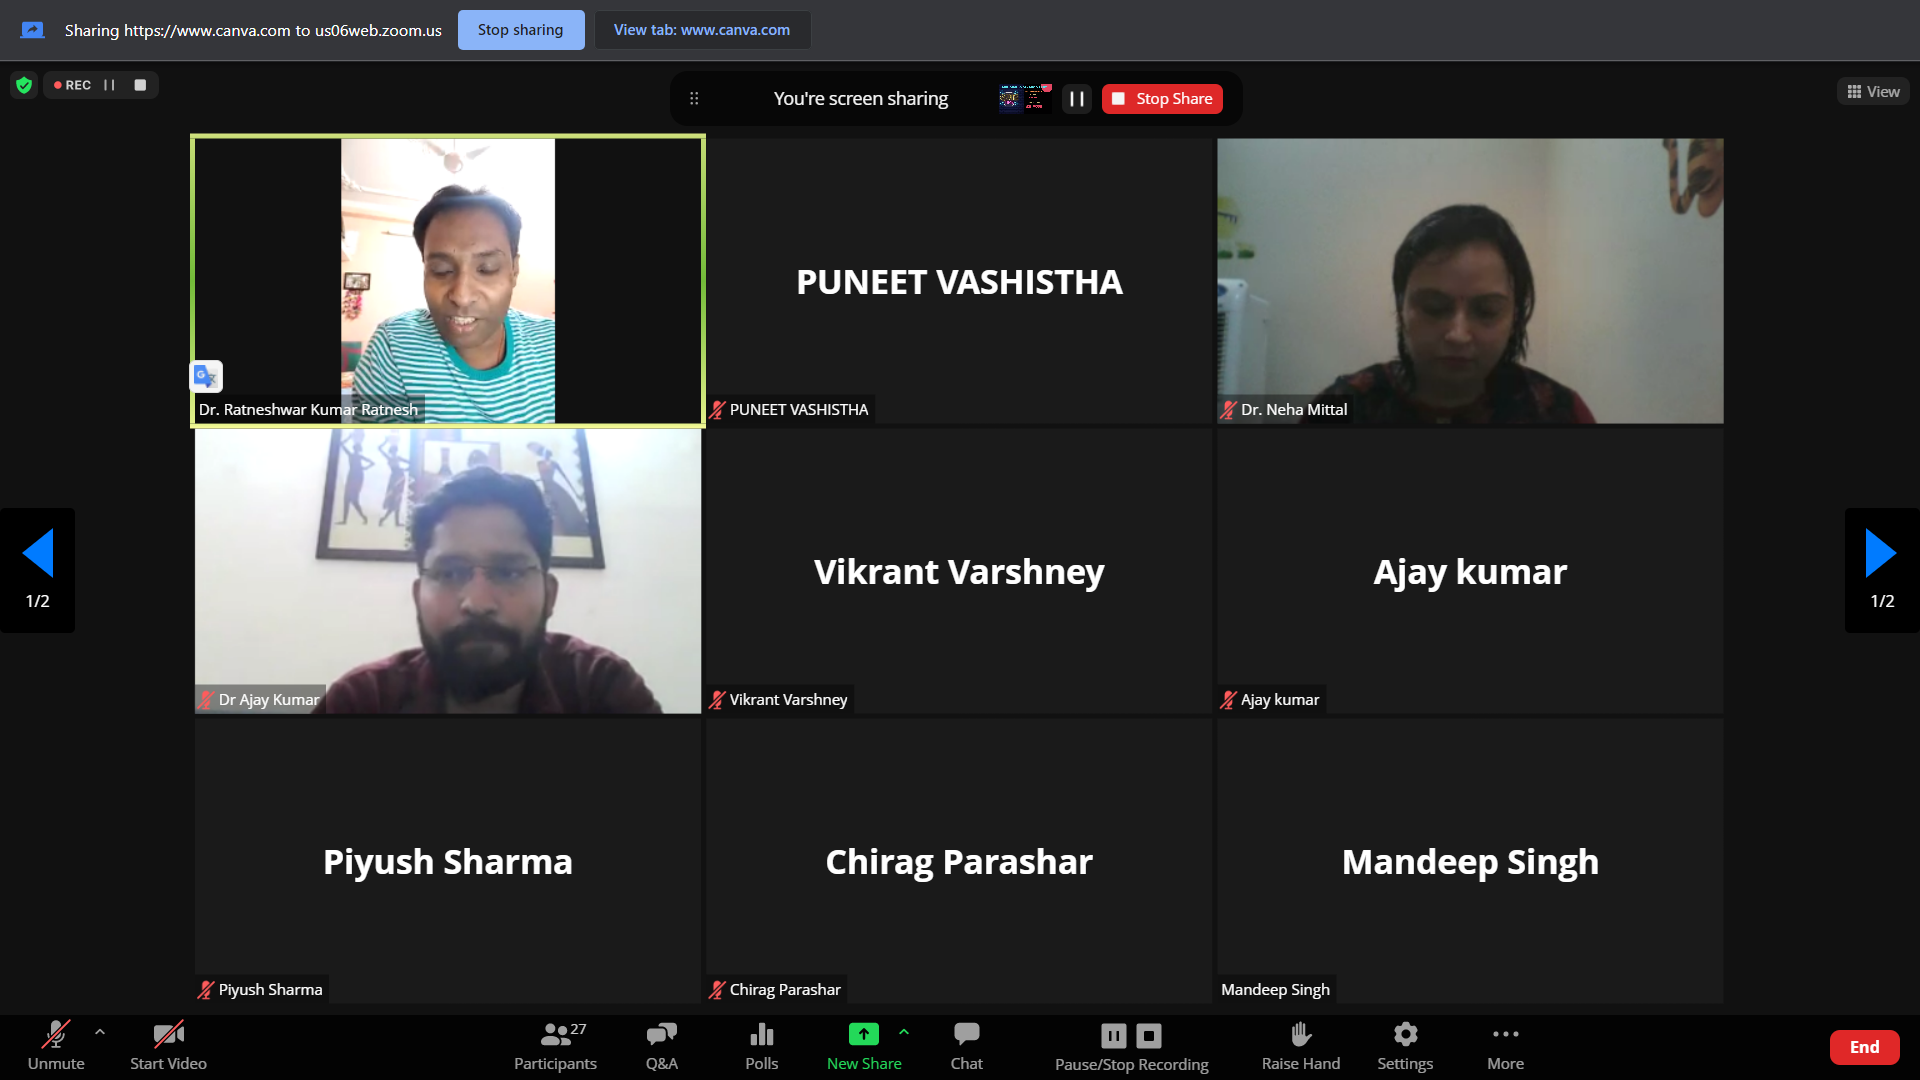 Sharing https://www.canva.com to us06web.zoom.us
Stop sharing
View tab: www.canva.com
REC
You're screen sharing
Stop Share
View
PUNEET VASHISTHA
Dr. Ratneshwar Kumar Ratnesh
PUNEET VASHISTHA
Dr. Neha Mittal
Vikrant Varshney
Ajay kumar
1/2
1/2
Dr Ajay Kumar
Vikrant Varshney
Ajay kumar
Piyush Sharma
Chirag Parashar
Mandeep Singh
Piyush Sharma
Chirag Parashar
Mandeep Singh
27
Unmute
Start Video
Participants
Q&A
Polls
New Share
Chat
Pause/Stop Recording
Raise Hand
Settings
More
End